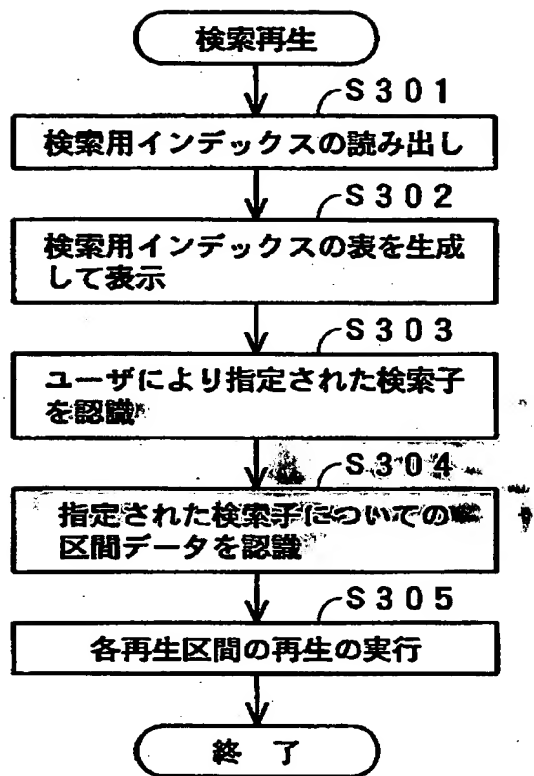 検索再生
S301
検索用インデックスの読み出し
S302
検索用インデックスの表を生成
して表示
S303
ユーザにより指定された検索子
を認識
S304
指定された検索子についての
区間データを認識
S305
各再生区間の再生の実行
終 了